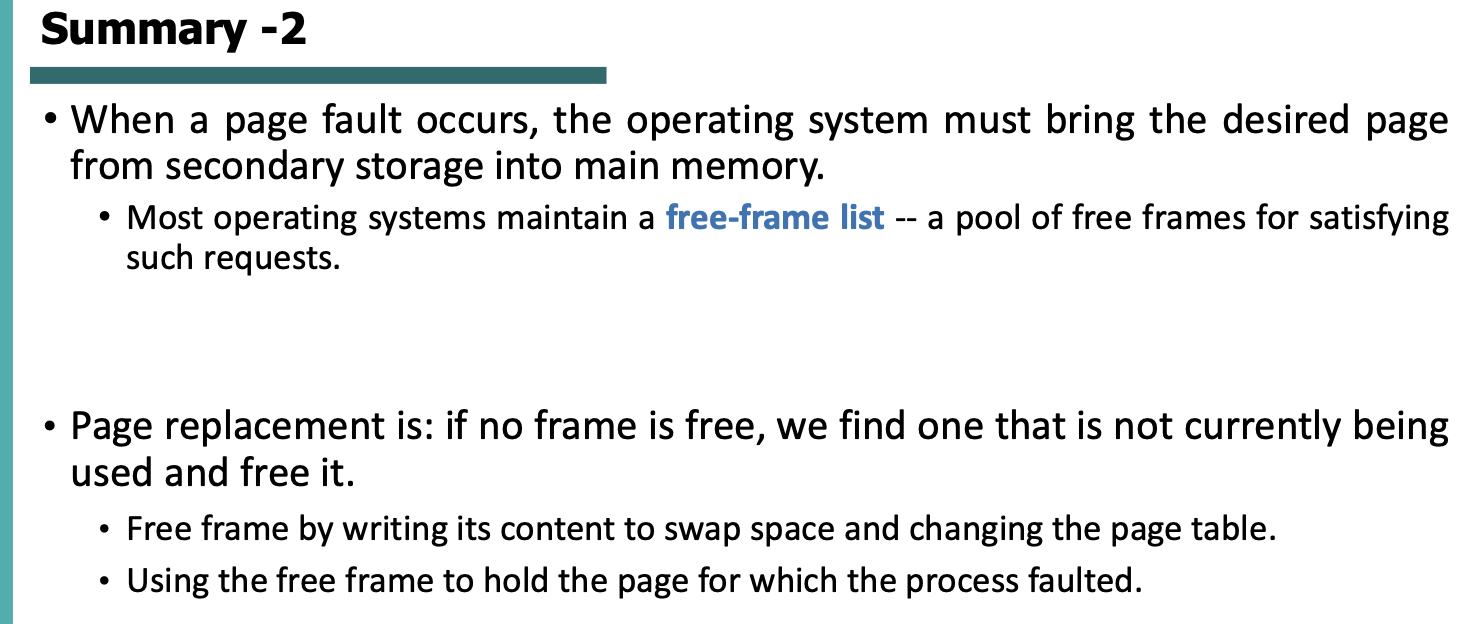 Summary -2
• When a page fault occurs, the operating system must bring the desired page
from secondary storage into main memory.
• Most operating systems maintain a free-frame list -- a pool of free frames for satisfying
such requests.
• Page replacement is: if no frame is free, we find one that is not currently being
used and free it.
• Free frame by writing its content to swap space and changing the page table.
• Using the free frame to hold the page for which the process faulted.